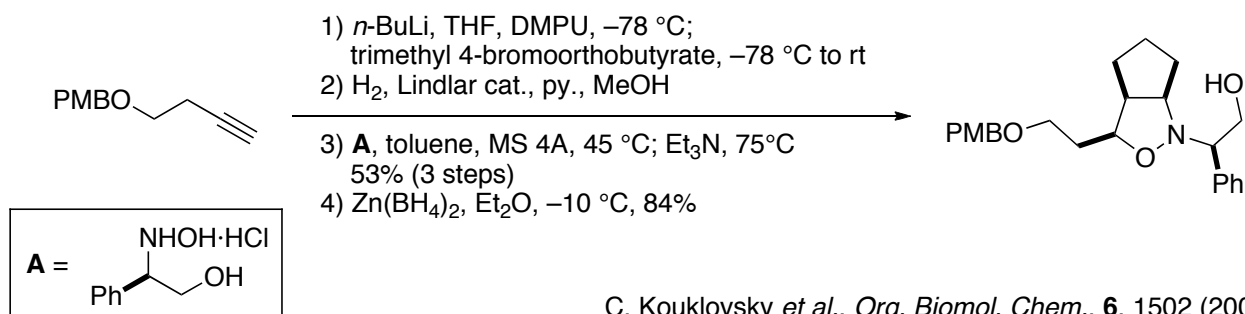 1) n-BuLi, THF, DMPU, –78 °C;
trimethyl 4-bromoorthobutyrate, –78 °C to rt
2) H2, Lindlar cat., py., MeOH
3) A, toluene, MS 4A, 45 °C; Et3N, 75°C
53% (3 steps)
4) Zn(BH4)2, Et2O, –10 °C, 84%
PMBO
HO
PMBO
O
N
Ph
A =
NHOH·HCl
OH
Ph
C. Kouklovsky et al., Org. Biomol. Chem., 6, 1502 (200